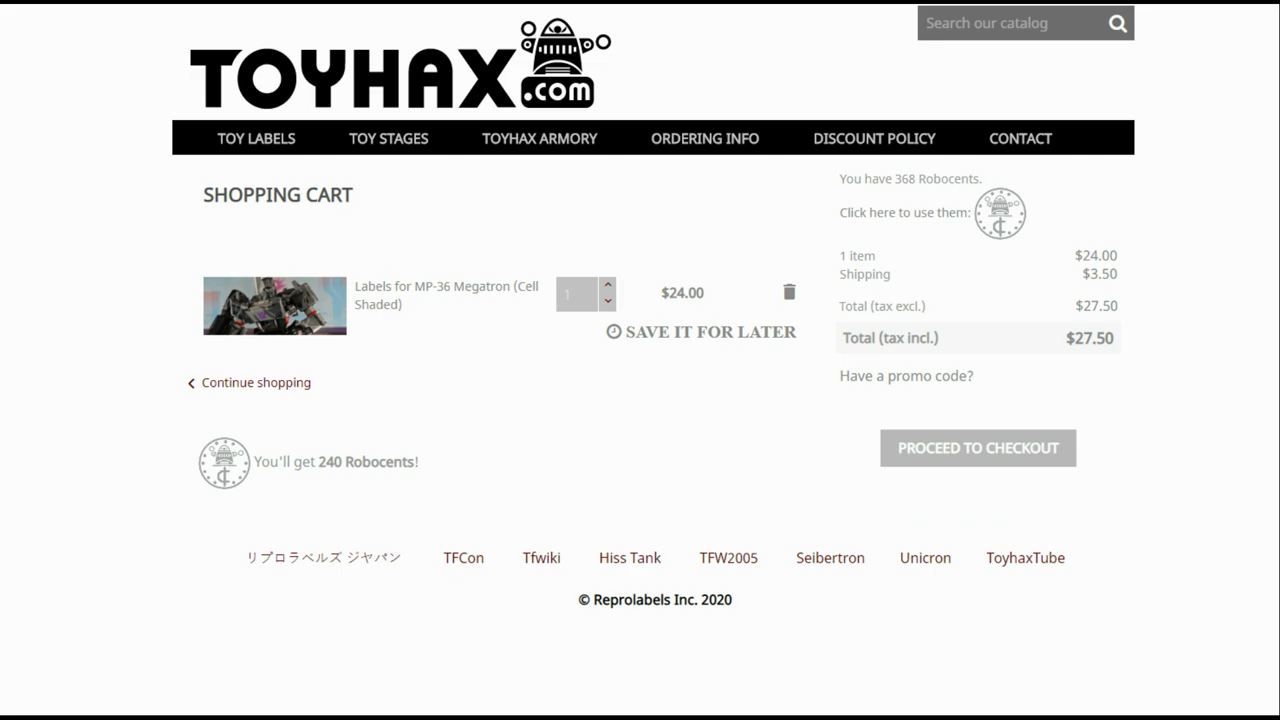 Search our catalog
TOYHAX.com
TOY LABELS TOY STAGES TOYHAX ARMORY ORDERING INFO DISCOUNT POLICY CONTACT
SHOPPING CART
You have 368 Robocents.
Click here to use them:
1 item $24.00
Shipping $3.50
Total (tax excl.) $27.50
Total (tax incl.) $27.50
Have a promo code?
PROCEED TO CHECKOUT
Labels for MP-36 Megatron (Cell
Shaded)
1
$24.00
SAVE IT FOR LATER
Continue shopping
You'll get 240 Robocents!
リプロラベルズ ジャパン TFCon Tfwiki Hiss Tank TFW2005 Seibertron Unicron ToyhaxTube
© Reprolabels Inc. 2020